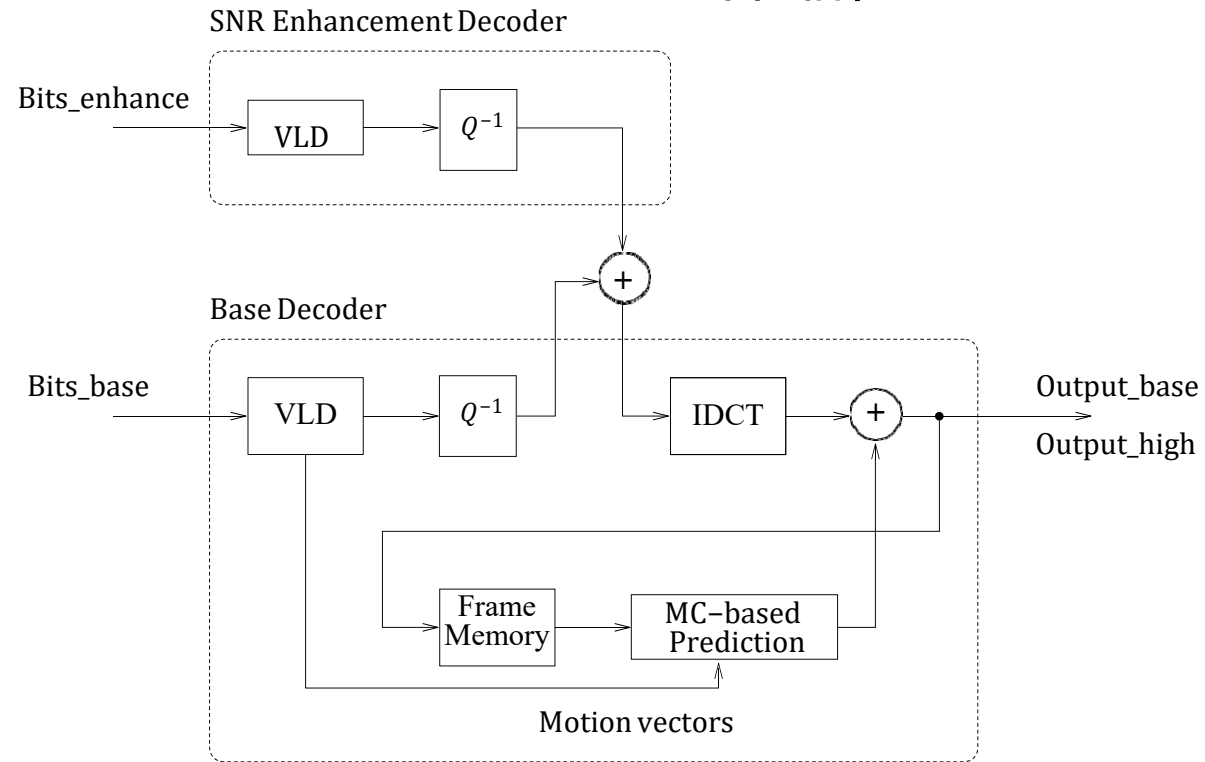 SNR Enhancement Decoder
Bits_enhance
VLD
Q⁻¹
+
Base Decoder
Bits_base
VLD
Q⁻¹
IDCT
+
Output_base
Output_high
Frame
Memory
MC−based
Prediction
Motion vectors